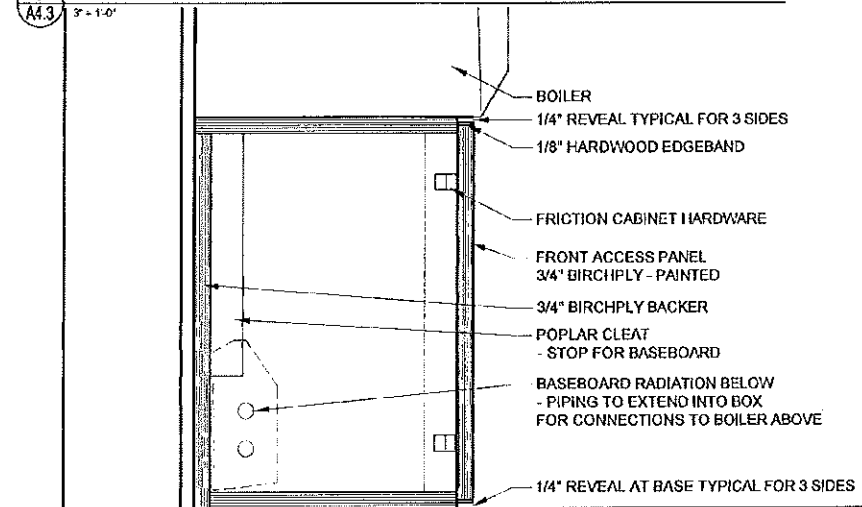 A4.3
3" = 1'-0"
BOILER
1/4" REVEAL TYPICAL FOR 3 SIDES
1/8" HARDWOOD EDGEBAND
FRICTION CABINET HARDWARE
FRONT ACCESS PANEL
3/4" BIRCHPLY - PAINTED
3/4" BIRCHPLY BACKER
POPLAR CLEAT
- STOP FOR BASEBOARD
BASEBOARD RADIATION BELOW
- PIPING TO EXTEND INTO BOX
FOR CONNECTIONS TO BOILER ABOVE
1/4" REVEAL AT BASE TYPICAL FOR 3 SIDES